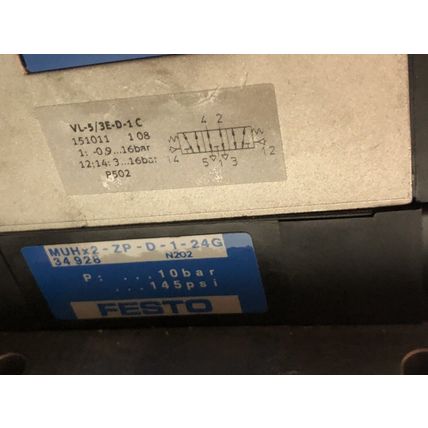 VL-5/3E-D-1.C
151011 1 08
1: -0,9...16bar
12;14: 3...16bar
P502
4 2
14
5 1 3
12
MUHx2-ZP-D-1-24G
34 926 N202
P: ...10bar
...145psi
FESTO